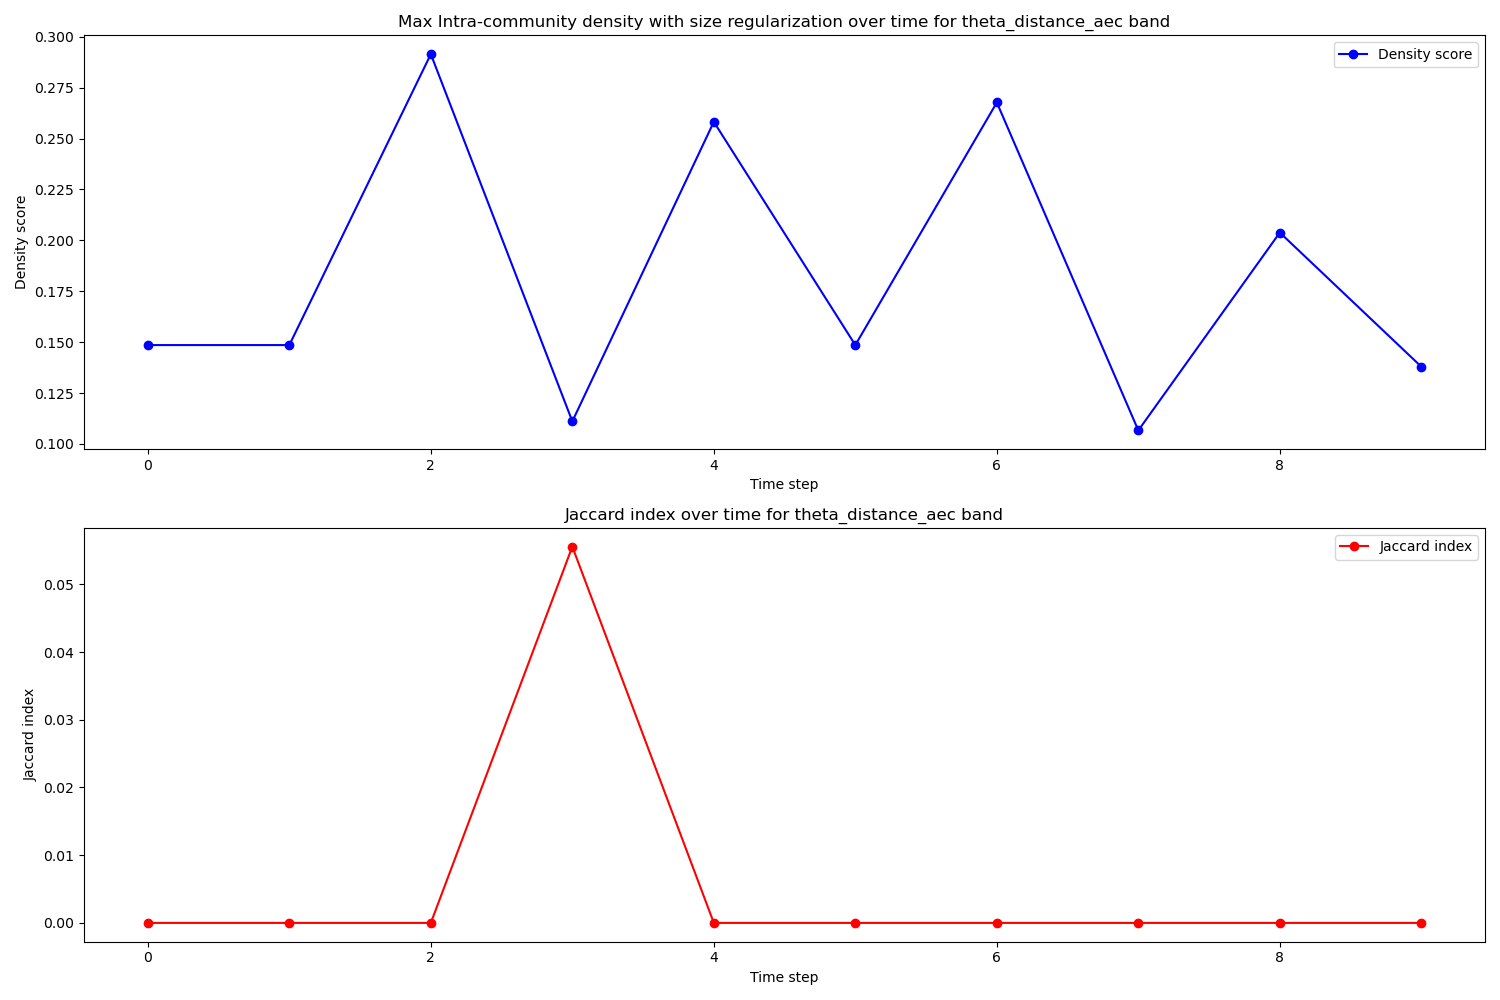 Max Intra-community density with size regularization over time for theta_distance_aec band
0.300
0.275
0.250
0.225
0.200
0.175
0.150
0.125
0.100
Density score
Density score
0 2 4 6 8
Time step
Jaccard index over time for theta_distance_aec band
0.05
0.04
0.03
0.02
0.01
0.00
Jaccard index
Jaccard index
0 2 4 6 8
Time step